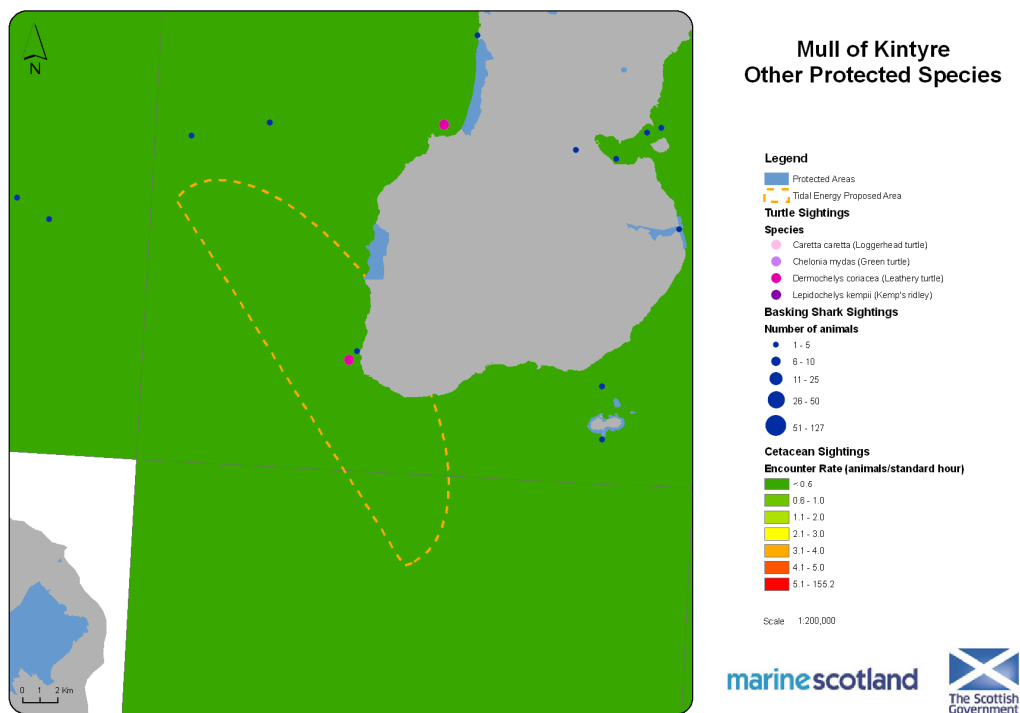 N
Mull of Kintyre
Other Protected Species
Legend
Protected Areas
Tidal Energy Proposed Area
Turtle Sightings
Species
Caretta caretta (Loggerhead turtle)
Chelonia mydas (Green turtle)
Dermochelys coriacea (Leathery turtle)
Lepidochelys kempii (Kemp's ridley)
Basking Shark Sightings
Number of animals
1 - 5
6 - 10
11 - 25
26 - 50
51 - 127
Cetacean Sightings
Encounter Rate (animals/standard hour)
< 0.5
0.6 - 1.0
1.1 - 2.0
2.1 - 3.0
3.1 - 4.0
4.1 - 5.0
5.1 - 155.2
Scale 1:200,000
0 1 2 Km
marinescotland
The Scottish
Government